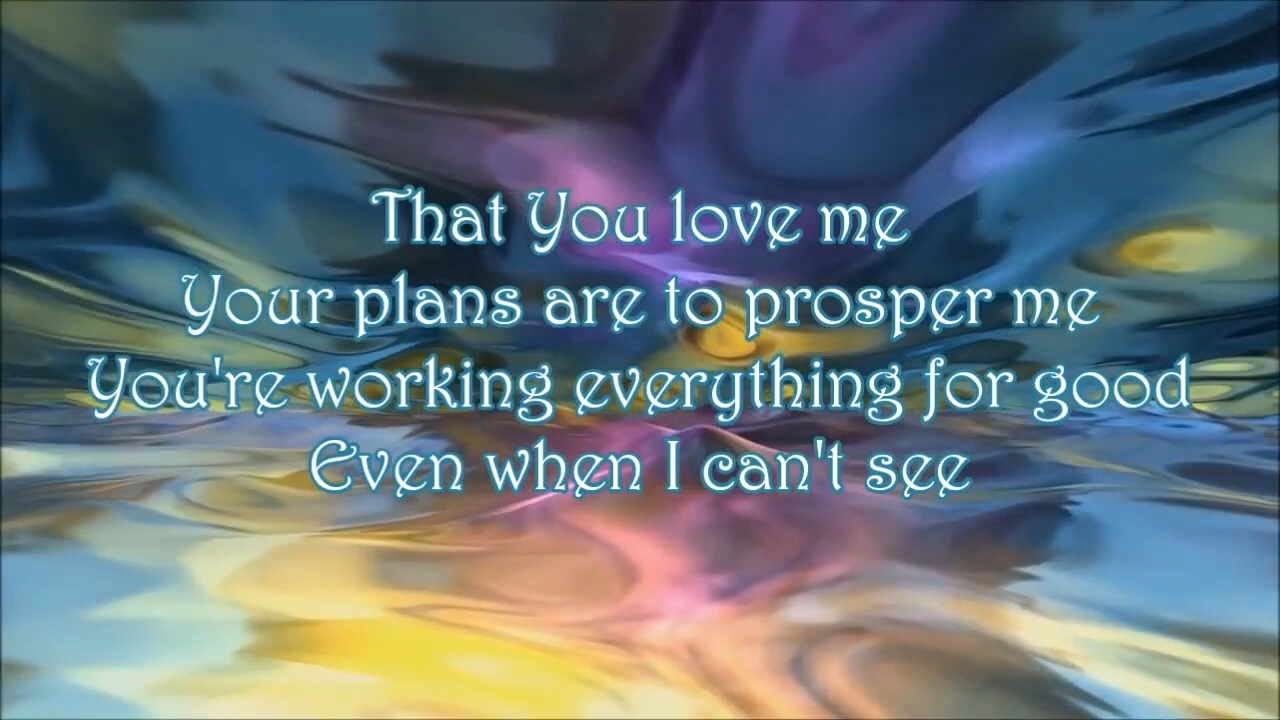 That You love me
Your plans are to prosper me
You're working everything for good
Even when I can't see